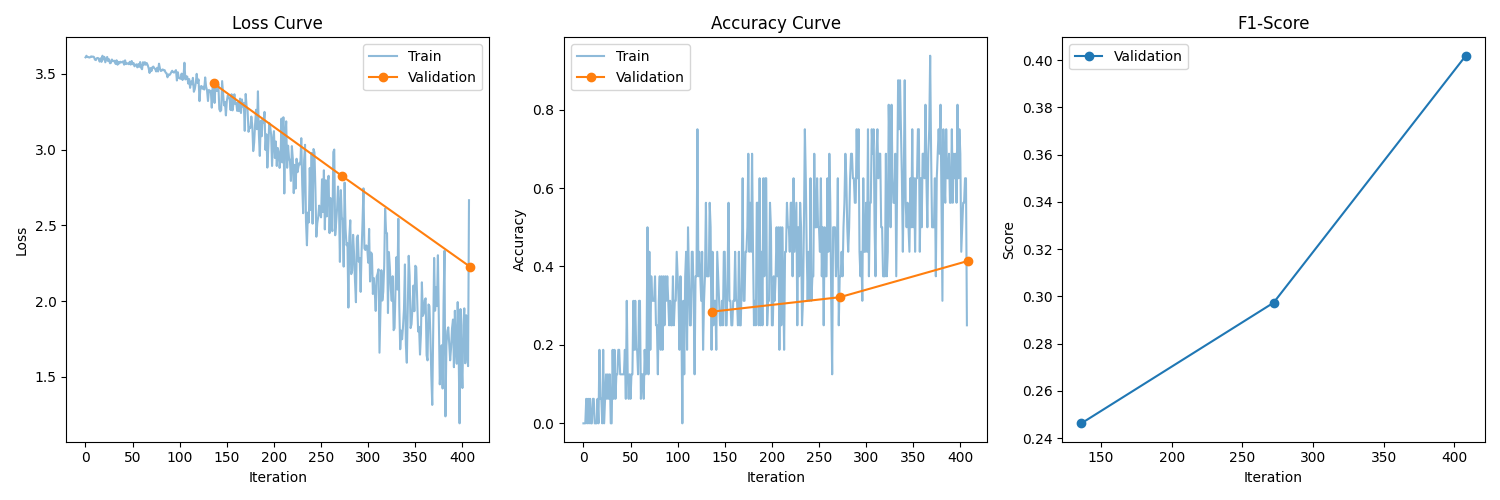 Loss Curve
Train
Validation
3.5
3.0
2.5
2.0
1.5
Loss
0 50 100 150 200 250 300 350 400
Iteration
Accuracy Curve
Train
Validation
0.8
0.6
0.4
0.2
0.0
Accuracy
0 50 100 150 200 250 300 350 400
Iteration
F1-Score
Validation
0.40
0.38
0.36
0.34
0.32
0.30
0.28
0.26
0.24
Score
150 200 250 300 350 400
Iteration